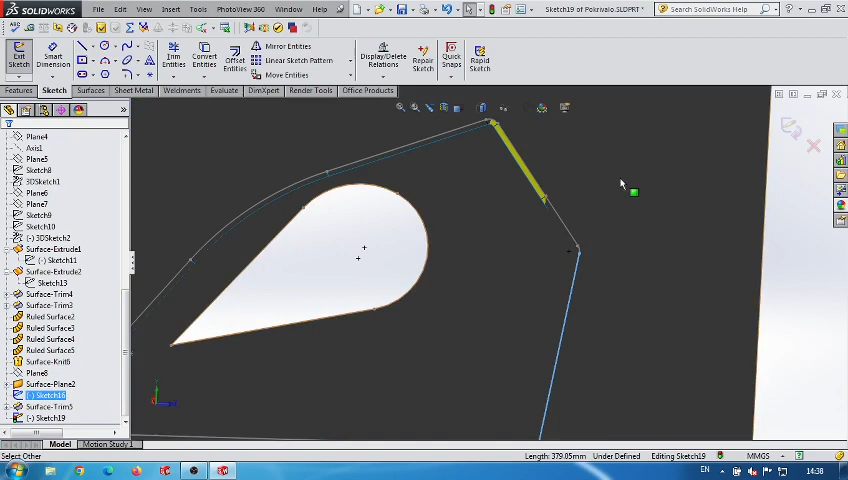 SOLIDWORKS File Edit View Insert Tools PhotoView 360 Window Help Sketch19 of Pokrivalo.SLDPRT * Search SolidWorks Help
Exit Sketch Smart Dimension Trim Entities Convert Entities Offset Entities Mirror Entities Linear Sketch Pattern Move Entities Display/Delete Relations Repair Sketch Quick Snaps Rapid Sketch
Features Sketch Surfaces Sheet Metal Weldments DimXpert Evaluate Render Tools Office Products
Plane4
Axis1
Plane5
Sketch8
3DSketch1
Plane6
Plane7
Sketch9
Sketch10
(-) 3DSketch2
Surface-Extrude1
(-) Sketch11
Surface-Extrude2
Sketch13
Surface-Trim4
Surface-Trim3
Ruled Surface2
Ruled Surface3
Ruled Surface4
Ruled Surface5
Surface-Knit6
Plane8
Surface-Plane2
(-) Sketch16
Surface-Trim5
(-) Sketch19
Model Motion Study 1
Select Other Length: 379.05mm Under Defined Editing Sketch19 MMGS
EN 14:38